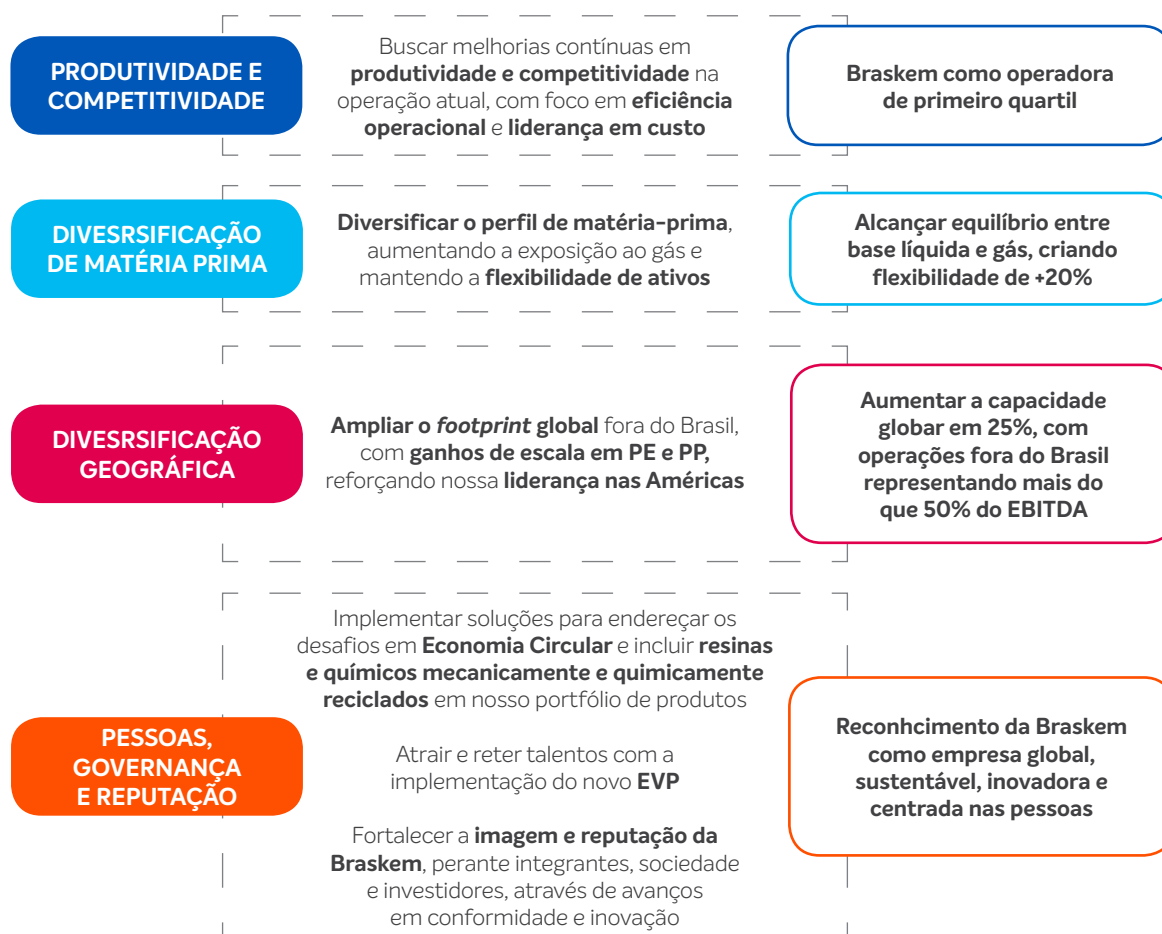 PRODUTIVIDADE E
COMPETITIVIDADE
Buscar melhorias contínuas em
produtividade e competitividade na
operação atual, com foco em eficiência
operacional e liderança em custo
Braskem como operadora
de primeiro quartil
DIVESRSIFICAÇÃO
DE MATÉRIA PRIMA
Diversificar o perfil de matéria-prima,
aumentando a exposição ao gás e
mantendo a flexibilidade de ativos
Alcançar equilíbrio entre
base líquida e gás, criando
flexibilidade de +20%
DIVESRSIFICAÇÃO
GEOGRÁFICA
Ampliar o footprint global fora do Brasil,
com ganhos de escala em PE e PP,
reforçando nossa liderança nas Américas
Aumentar a capacidade
globar em 25%, com
operações fora do Brasil
representando mais do
que 50% do EBITDA
PESSOAS,
GOVERNANÇA
E REPUTAÇÃO
Implementar soluções para endereçar os
desafios em Economia Circular e incluir resinas
e químicos mecanicamente e quimicamente
reciclados em nosso portfólio de produtos
Atrair e reter talentos com a
implementação do novo EVP
Fortalecer a imagem e reputação da
Braskem, perante integrantes, sociedade
e investidores, através de avanços
em conformidade e inovação
Reconhcimento da Braskem
como empresa global,
sustentável, inovadora e
centrada nas pessoas